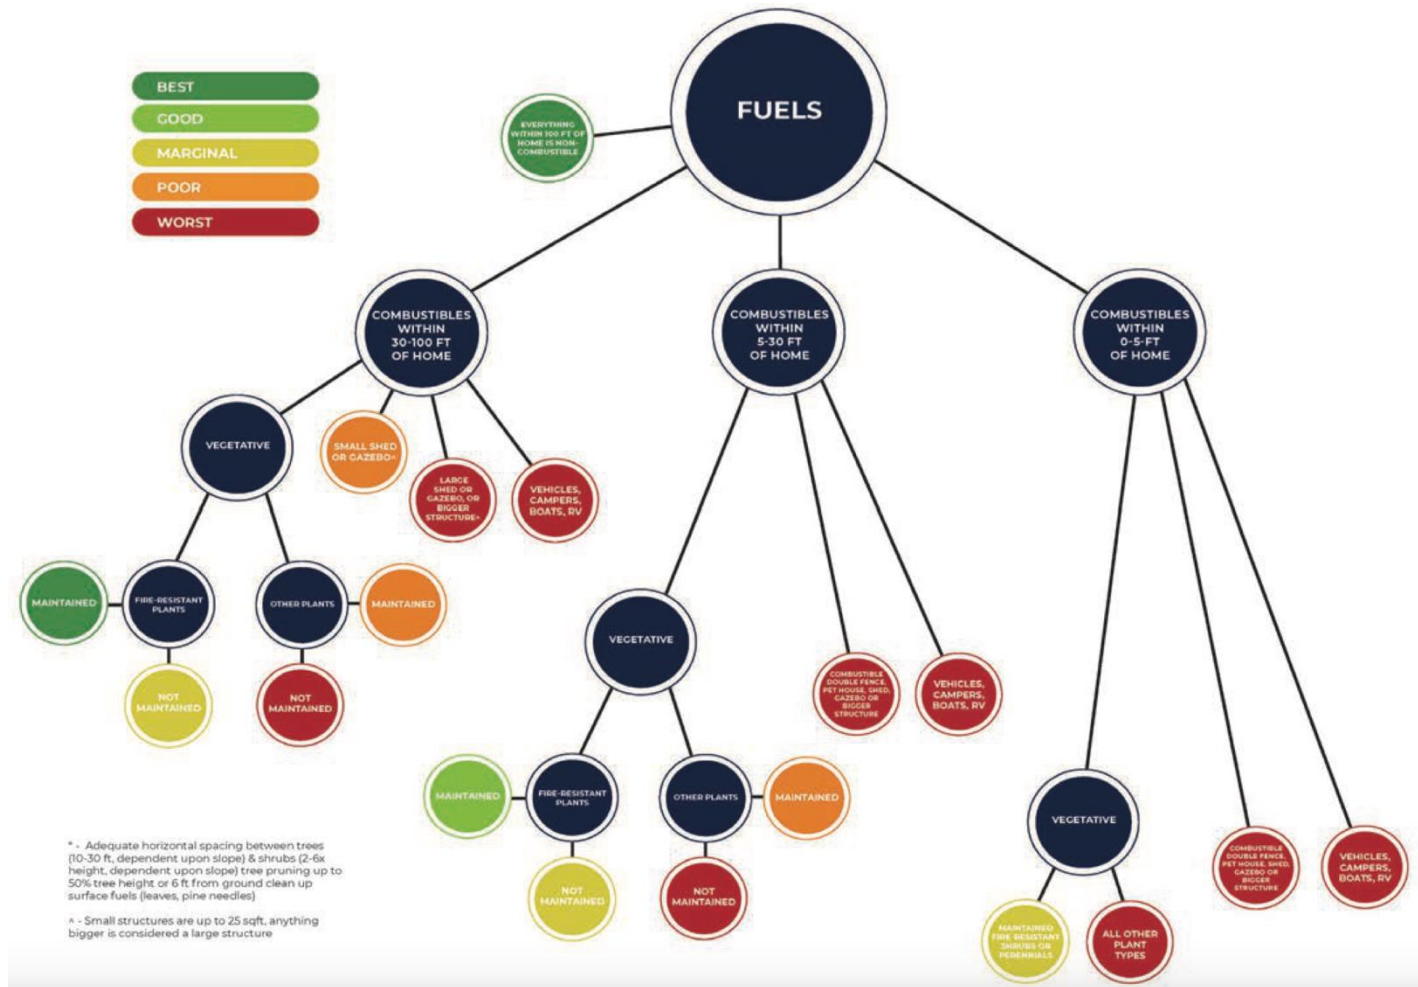 BEST
GOOD
MARGINAL
POOR
WORST
FUELS
EVERYTHING
WITHIN 100 FT OF
HOME IS NON-
COMBUSTIBLE
COMBUSTIBLES
WITHIN
30-100 FT
OF HOME
COMBUSTIBLES
WITHIN
5-30 FT
OF HOME
COMBUSTIBLES
WITHIN
0-5-FT
OF HOME
VEGETATIVE
SMALL SHED
OR GAZEBO^
LARGE
SHED OR
GAZEBO, OR
BIGGER
STRUCTURE^
VEHICLES,
CAMPERS,
BOATS, RV
MAINTAINED
FIRE-RESISTANT
PLANTS
OTHER PLANTS
MAINTAINED
NOT
MAINTAINED
NOT
MAINTAINED
VEGETATIVE
COMBUSTIBLE
DOUBLE FENCE,
PET HOUSE, SHED,
GAZEBO OR
BIGGER
STRUCTURE
VEHICLES,
CAMPERS,
BOATS, RV
MAINTAINED
FIRE-RESISTANT
PLANTS
OTHER PLANTS
MAINTAINED
NOT
MAINTAINED
NOT
MAINTAINED
VEGETATIVE
COMBUSTIBLE
DOUBLE FENCE,
PET HOUSE, SHED,
GAZEBO OR
BIGGER
STRUCTURE
VEHICLES,
CAMPERS,
BOATS, RV
MAINTAINED
FIRE-RESISTANT
SHRUBS OR
PERENNIALS
ALL OTHER
PLANT
TYPES
* - Adequate horizontal spacing between trees
(10-30 ft, dependent upon slope) & shrubs (2-6x
height, dependent upon slope) tree pruning up to
50% tree height or 6 ft from ground clean up
surface fuels (leaves, pine needles)
^ - Small structures are up to 25 sqft, anything
bigger is considered a large structure